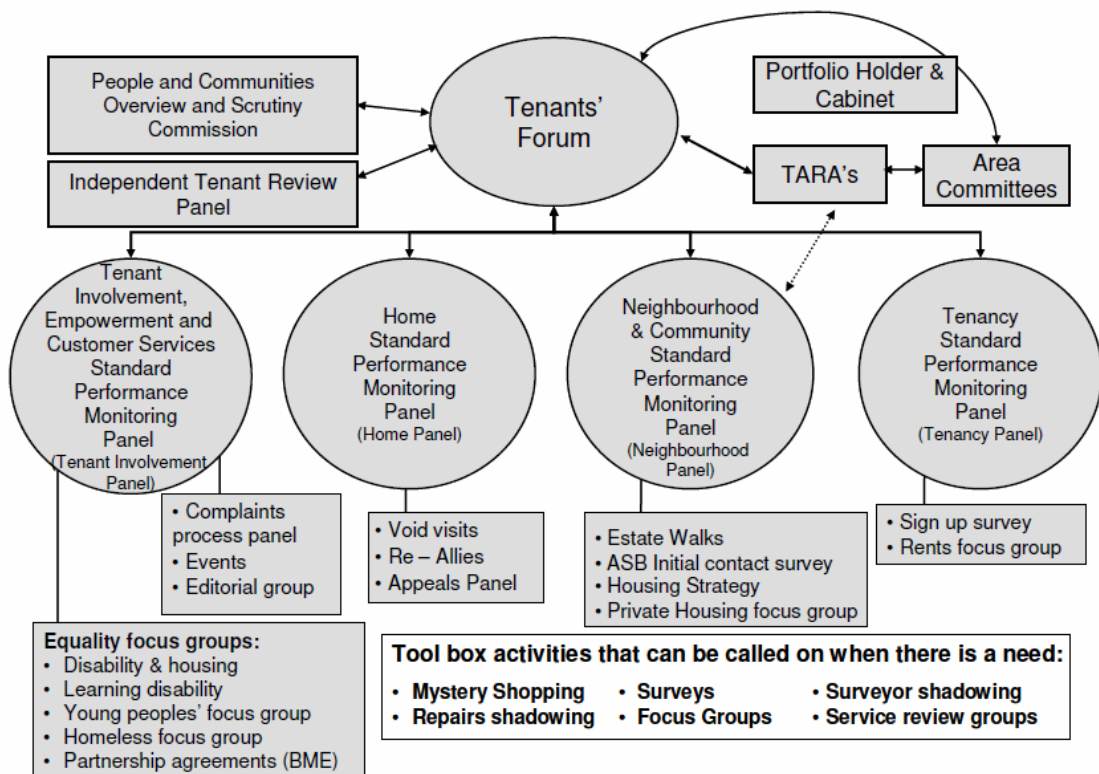 People and Communities
Overview and Scrutiny
Commission
Independent Tenant Review
Panel
Tenants'
Forum
Portfolio Holder &
Cabinet
TARA's
Area
Committees
Tenant
Involvement,
Empowerment and
Customer Services
Standard
Performance
Monitoring
Panel
(Tenant Involvement
Panel)
Home
Standard
Performance
Monitoring
Panel
(Home Panel)
Neighbourhood
& Community
Standard
Performance
Monitoring
Panel
(Neighbourhood
Panel)
Tenancy
Standard
Performance
Monitoring
Panel
(Tenancy Panel)
• Complaints
process panel
• Events
• Editorial group
• Void visits
• Re – Allies
• Appeals Panel
• Estate Walks
• ASB Initial contact survey
• Housing Strategy
• Private Housing focus group
• Sign up survey
• Rents focus group
Equality focus groups:
• Disability & housing
• Learning disability
• Young peoples' focus group
• Homeless focus group
• Partnership agreements (BME)
Tool box activities that can be called on when there is a need:
• Mystery Shopping • Surveys • Surveyor shadowing
• Repairs shadowing • Focus Groups • Service review groups